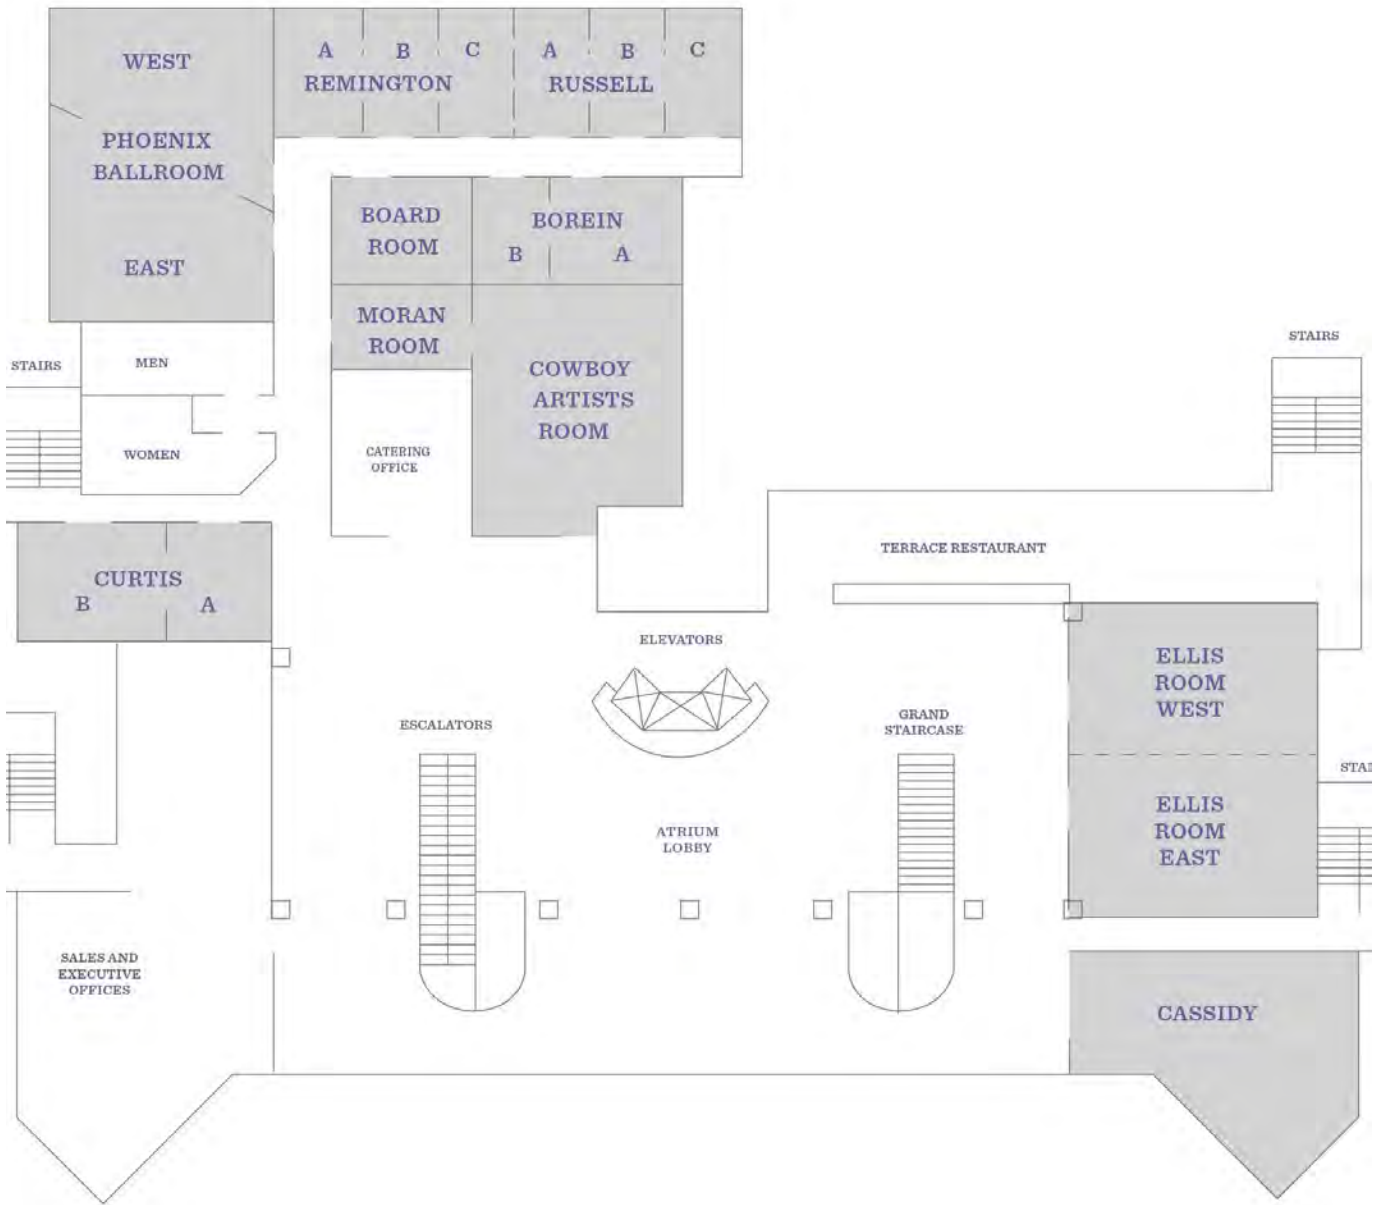 WEST
PHOENIX
BALLROOM
EAST
A B C
REMINGTON
A B C
RUSSELL
BOARD
ROOM
BOREIN
B A
MORAN
ROOM
COWBOY
ARTISTS
ROOM
STAIRS
MEN
WOMEN
CATERING
OFFICE
STAIRS
CURTIS
B A
TERRACE RESTAURANT
ELEVATORS
ESCALATORS
GRAND
STAIRCASE
ELLIS
ROOM
WEST
ATRIUM
LOBBY
ELLIS
ROOM
EAST
SALES AND
EXECUTIVE
OFFICES
CASSIDY